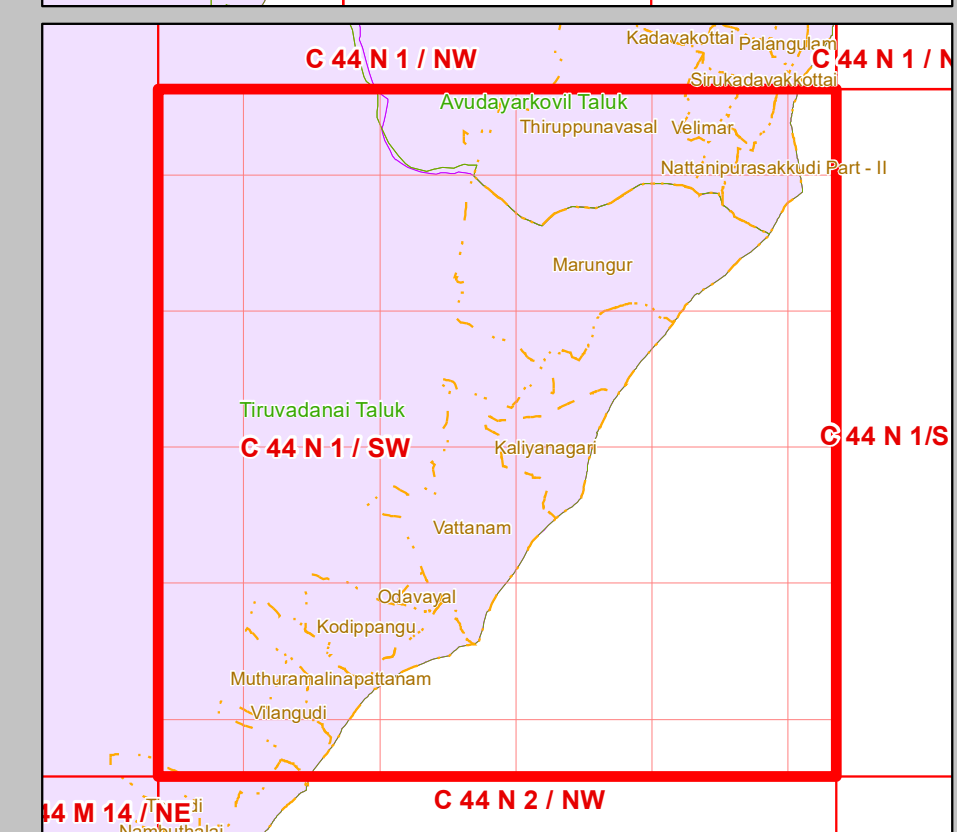 Kadavakottai
Palangulam
C 44 N 1 / NW
C 44 N 1 / N
Sirukadavakkottai
Avudayarkovil Taluk
Thiruppunavasal
Velimar
Nattanipurasakkudi Part - II
Marungur
Tiruvadanai Taluk
C 44 N 1 / SW
C 44 N 1/S
Kaliyanagari
Vattanam
Odavayal
Kodippangu
Muthuramalinapattanam
Vilangudi
C 44 N 2 / NW
44 M 14 / NE
Nambuthalai